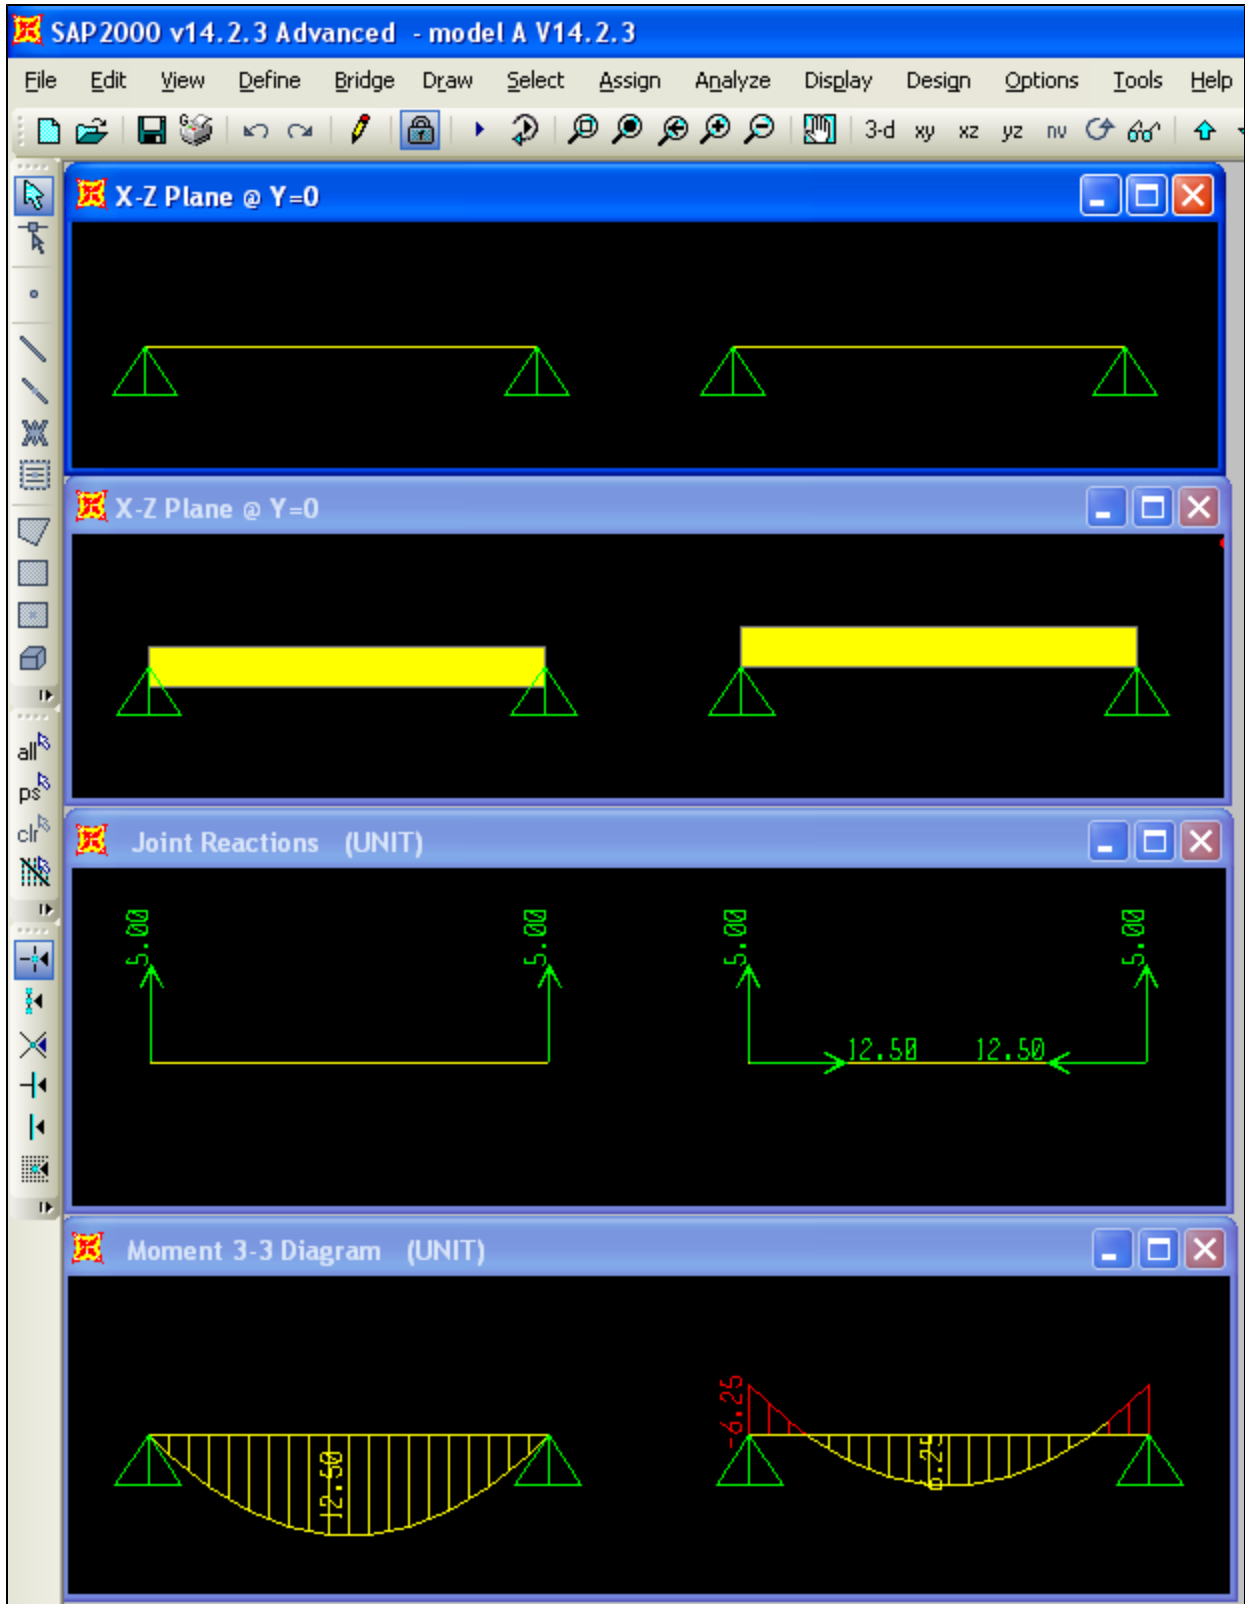 SAP2000 v14.2.3 Advanced - model A V14.2.3
File Edit View Define Bridge Draw Select Assign Analyze Display Design Options Tools Help
3-d xy xz yz nv
X-Z Plane @ Y=0
X-Z Plane @ Y=0
all
ps
clr
Joint Reactions (UNIT)
5.00 5.00 5.00 5.00
12.50 12.50
Moment 3-3 Diagram (UNIT)
12.50 -6.25 6.25